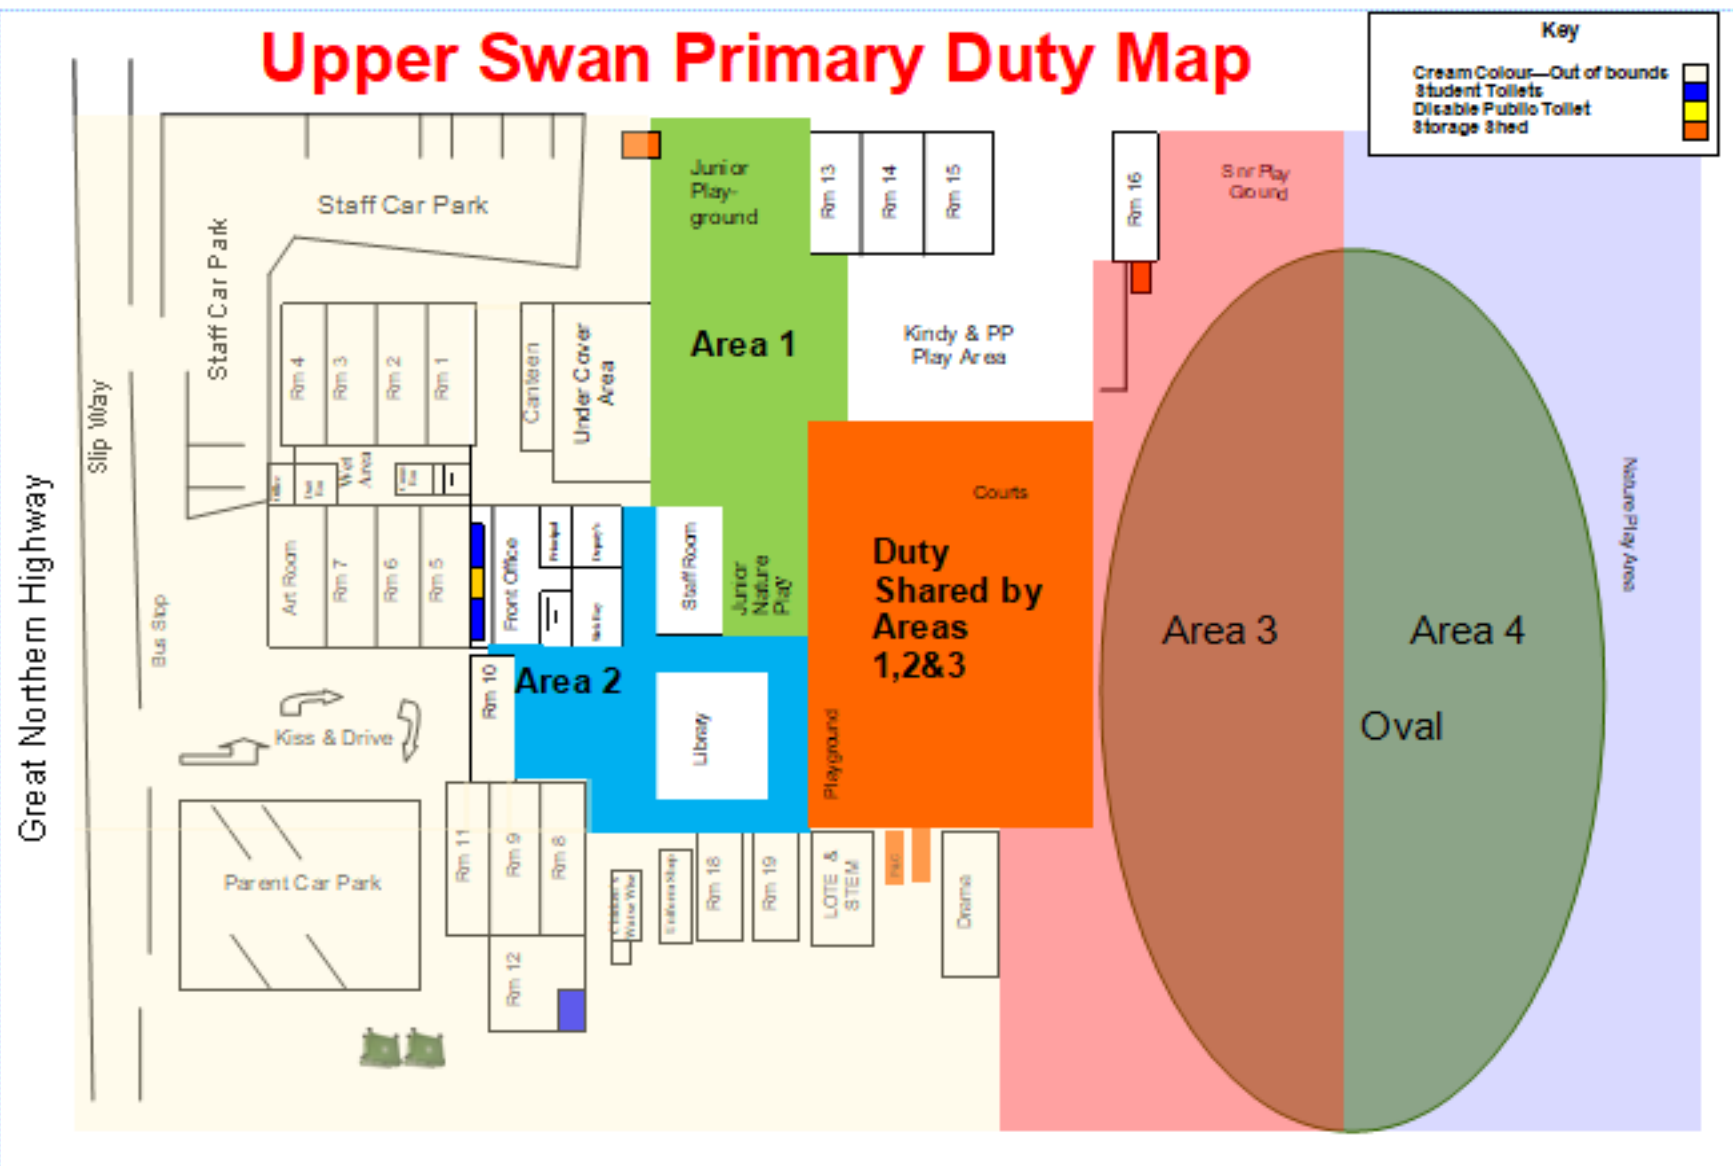 Upper Swan Primary Duty Map
Key
Cream Colour—Out of bounds
Student Toilets
Disable Public Toilet
Storage Shed
Staff Car Park
Staff Car Park
Slip Way
Great Northern Highway
Bus Stop
Junior
Play-
ground
Rm 13
Rm 14
Rm 15
Rm 16
Snr Play
Ground
Rm 4
Rm 3
Rm 2
Rm 1
Canteen
Under Cover
Area
Area 1
Kindy & PP
Play Area
Wet
Area
Office
Art Room
Rm 7
Rm 6
Rm 5
Front Office
Principal
Deputy's
Staff Room
Junior
Nature
Play
Courts
Duty
Shared by
Areas
1,2&3
Playground
Area 3
Area 4
Oval
Nature Play Area
Rm 10
Area 2
Library
Kiss & Drive
Parent Car Park
Rm 11
Rm 9
Rm 8
Rm 12
Uniform Shop
Rm 18
Rm 19
LOTE &
STEM
Drama